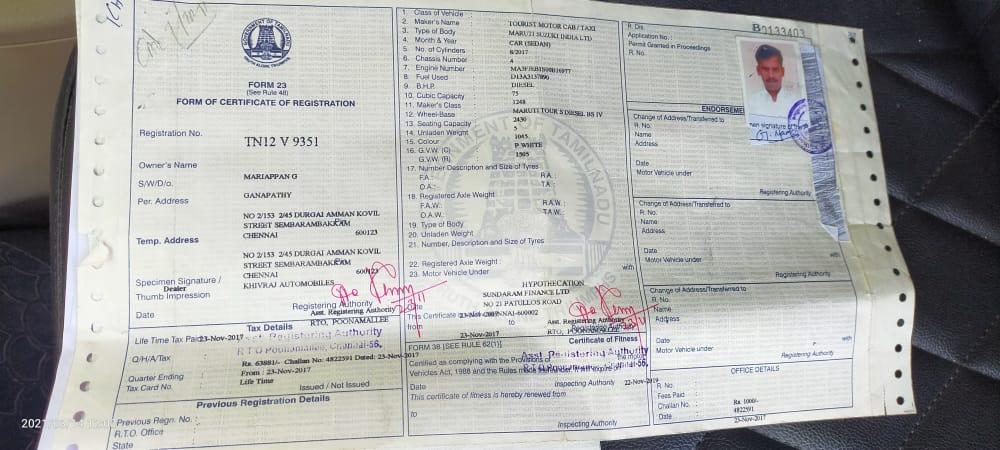 FORM 23
(See Rule 48)
FORM OF CERTIFICATE OF REGISTRATION
Registration No.
TN12 V 9351
Owner's Name
MARIAPPAN G
S/W/D/o.
GANAPATHY
Per. Address
NO 2/153 2/45 DURGAI AMMAN KOVIL
STREET SEMBARAMBAKKAM
CHENNAI 600123
Temp. Address
NO 2/153 2/45 DURGAI AMMAN KOVIL
STREET SEMBARAMBAKKAM
CHENNAI 600123
Specimen Signature /
Thumb Impression
Dealer
KHIVRAJ AUTOMOBILES
Date
Registering Authority
Asst. Registering Authority
RTO, POONAMALLEE
Tax Details
Life Time Tax Paid 23-Nov-2017
Asst. Registering Authority
R.T.O Poonamallee, Chennai-56.
Q/H/A/Tax
Rs. 63881/- Challan No: 4822591 Dated: 23-Nov-2017
From : 23-Nov-2017
Quarter Ending
Life Time
Tax Card No.
Issued / Not Issued
Previous Registration Details
Previous Regn. No.
R.T.O. Office
State
1. Class of Vehicle
TOURIST MOTOR CAB / TAXI
2. Maker's Name
MARUTI SUZUKI INDIA LTD
3. Type of Body
CAR (SEDAN)
4. Month & Year
8/2017
5. No. of Cylinders
4
6. Chassis Number
7. Engine Number
8. Fuel Used
DIESEL
9. B.H.P.
75
10. Cubic Capacity
1248
11. Maker's Class
MARUTI TOUR S DIESEL BS IV
12. Wheel-Base
2430
13. Seating Capacity
5
14. Unladen Weight
1045
15. Colour
P. WHITE
16. G.V.W. (C)
G.V.W. (R)
1505
17. Number Description and Size of Tyres
F.A.: R.A.:
O.A.: T.A.:
18. Registered Axle Weight
F.A.W.: R.A.W.:
O.A.W.: T.A.W.:
19. Type of Body
20. Unladen Weight
21. Number, Description and Size of Tyres
22. Registered Axle Weight :
23. Motor Vehicle Under with
HYPOTHECATION
SUNDARAM FINANCE LTD
NO 21 PATULLOS ROAD
CHENNAI-600002
Date
This Certificate
23-Nov-2017
from 23-Nov-2017 to
Asst. Registering Authority
RTO, POONAMALLEE
Registering Authority
FORM 38 [SEE RULE 62(1)]
Certificate of Fitness
Asst. Registering Authority
R.T.O Poonamallee, Chennai-56.
Certified as complying with the Provisions of the motor
Vehicles Act, 1988 and the Rules made
Date
Inspecting Authority
22-Nov-2019
This certificate of fitness is hereby renewed from
to
Inspecting Authority
B0133403
R. Dis.
Application No.
Permit Granted in Proceedings
R. No.
ENDORSEME
Change of Address/Transferred to
R. No.
Name
Address
Date
Motor Vehicle under
Registering Authority
Change of Address/Transferred to
R. No.
Name:
Address
Date
Motor Vehicle under with
Registering Authority
Change of Address/Transferred to
R. No.
Name:
Address
Date
Motor Vehicle under with
Registering Authority
OFFICE DETAILS
R. No.
Fees Paid : Rs. 1000/-
Challan No. : 4822591
Date : 23-Nov-2017